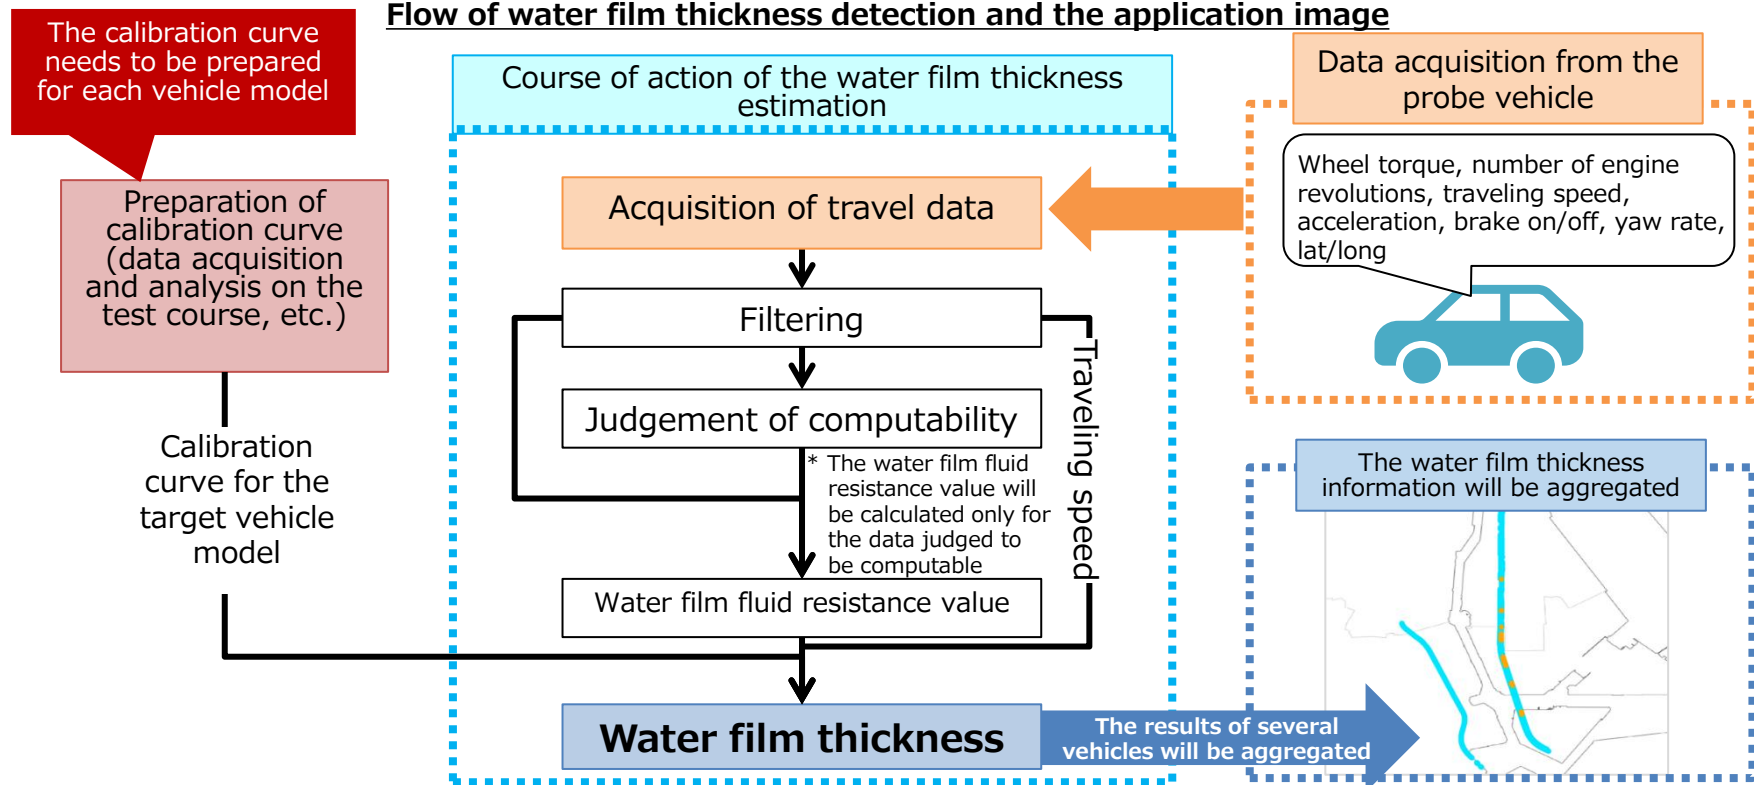 Flow of water film thickness detection and the application image
The calibration curve
needs to be prepared
for each vehicle model
Preparation of
calibration curve
(data acquisition
and analysis on the
test course, etc.)
Calibration
curve for the
target vehicle
model
Course of action of the water film thickness
estimation
Acquisition of travel data
Filtering
Judgement of computability
* The water film fluid
resistance value will
be calculated only for
the data judged to
be computable
Traveling speed
Water film fluid resistance value
Water film thickness
Data acquisition from the
probe vehicle
Wheel torque, number of engine
revolutions, traveling speed,
acceleration, brake on/off, yaw rate,
lat/long
The results of several
vehicles will be aggregated
The water film thickness
information will be aggregated